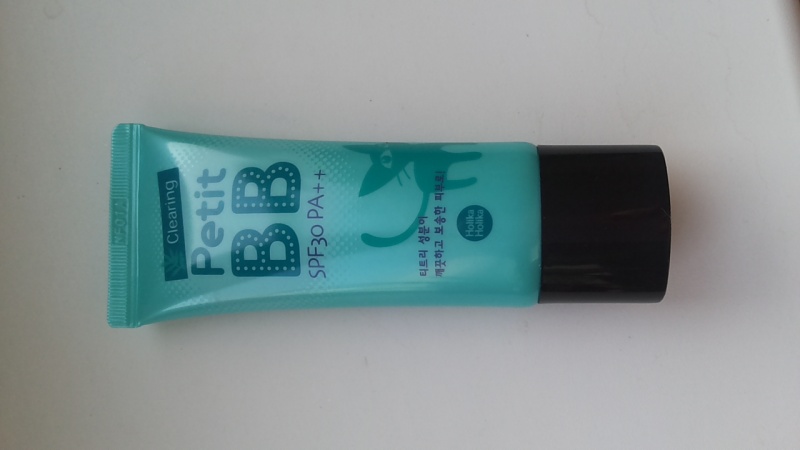 Clearing
Petit
BB
SPF30 PA++
티트리 성분이
깨끗하고 보송한 피부로!
Holika
Holika